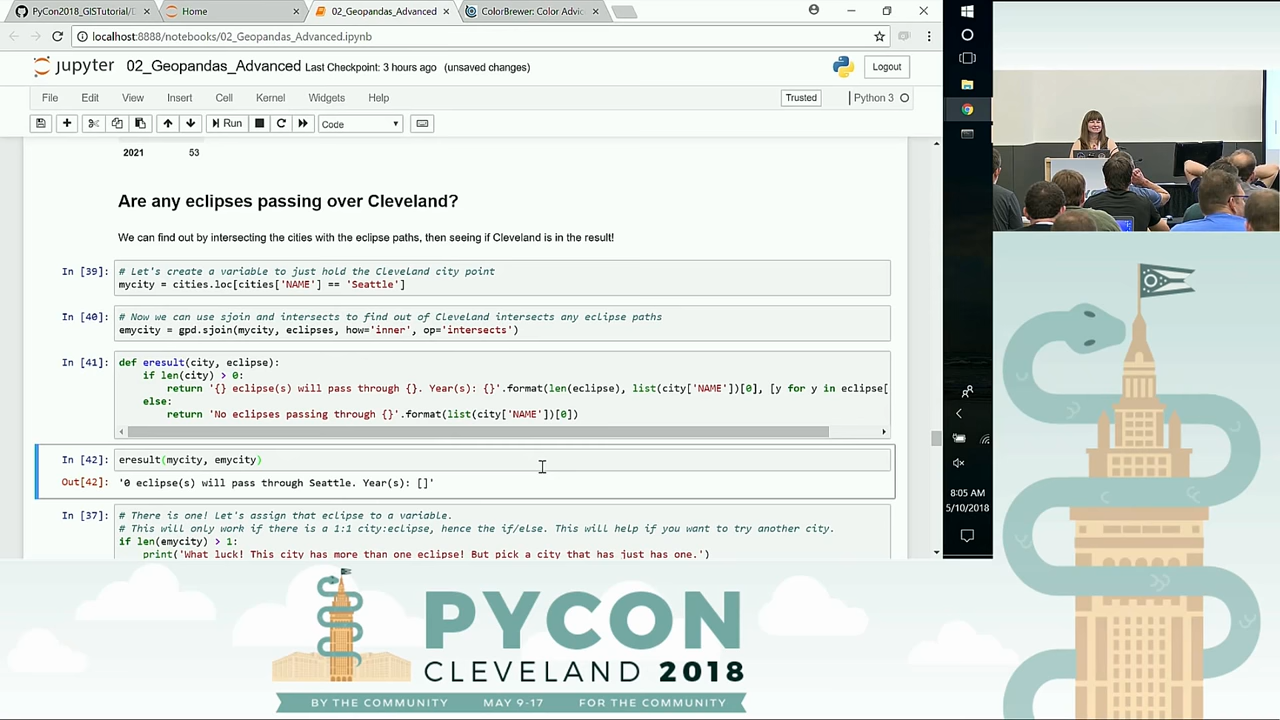 PyCon2018_GISTutorial/D
Home
02_Geopandas_Advanced
ColorBrewer: Color Advic
localhost:8888/notebooks/02_Geopandas_Advanced.ipynb
jupyter 02_Geopandas_Advanced Last Checkpoint: 3 hours ago (unsaved changes)
Logout
File Edit View Insert Cell Kernel Widgets Help
Trusted
Python 3
Run
Code
2021 53
Are any eclipses passing over Cleveland?
We can find out by intersecting the cities with the eclipse paths, then seeing if Cleveland is in the result!
In [39]: # Let's create a variable to just hold the Cleveland city point
mycity = cities.loc[cities['NAME'] == 'Seattle']
In [40]: # Now we can use sjoin and intersects to find out of Cleveland intersects any eclipse paths
emycity = gpd.sjoin(mycity, eclipses, how='inner', op='intersects')
In [41]: def eresult(city, eclipse):
if len(city) > 0:
return '{} eclipse(s) will pass through {}. Year(s): {}'.format(len(eclipse), list(city['NAME'])[0], [y for y in eclipse[
else:
return 'No eclipses passing through {}'.format(list(city['NAME'])[0])
In [42]: eresult(mycity, emycity)
Out[42]: '0 eclipse(s) will pass through Seattle. Year(s): []'
In [37]: # There is one! Let's assign that eclipse to a variable.
# This will only work if there is a 1:1 city:eclipse, hence the if/else. This will help if you want to try another city.
if len(emycity) > 1:
print('What luck! This city has more than one eclipse! But pick a city that has just has one.')
8:05 AM
5/10/2018
PYCON
CLEVELAND 2018
BY THE COMMUNITY MAY 9-17 FOR THE COMMUNITY